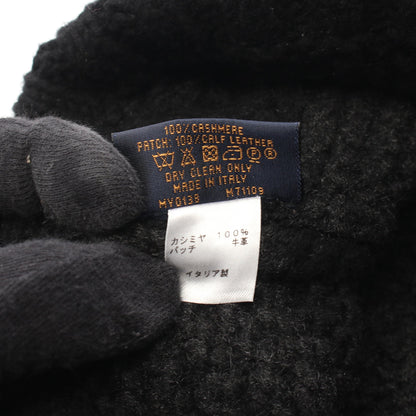 100%CASHMERE
PATCH: 100%CALF LEATHER
DRY CLEAN ONLY
MADE IN ITALY
MY0138 M71109
カシミヤ 100%
パッチ 牛革
イタリア製